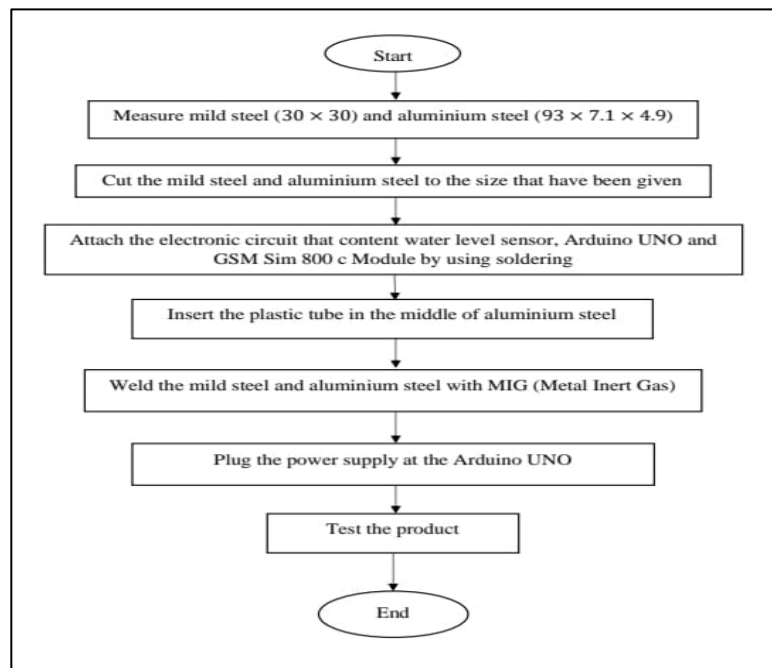 Start
Measure mild steel (30 × 30) and aluminium steel (93 × 7.1 × 4.9)
Cut the mild steel and aluminium steel to the size that have been given
Attach the electronic circuit that content water level sensor, Arduino UNO and
GSM Sim 800 c Module by using soldering
Insert the plastic tube in the middle of aluminium steel
Weld the mild steel and aluminium steel with MIG (Metal Inert Gas)
Plug the power supply at the Arduino UNO
Test the product
End